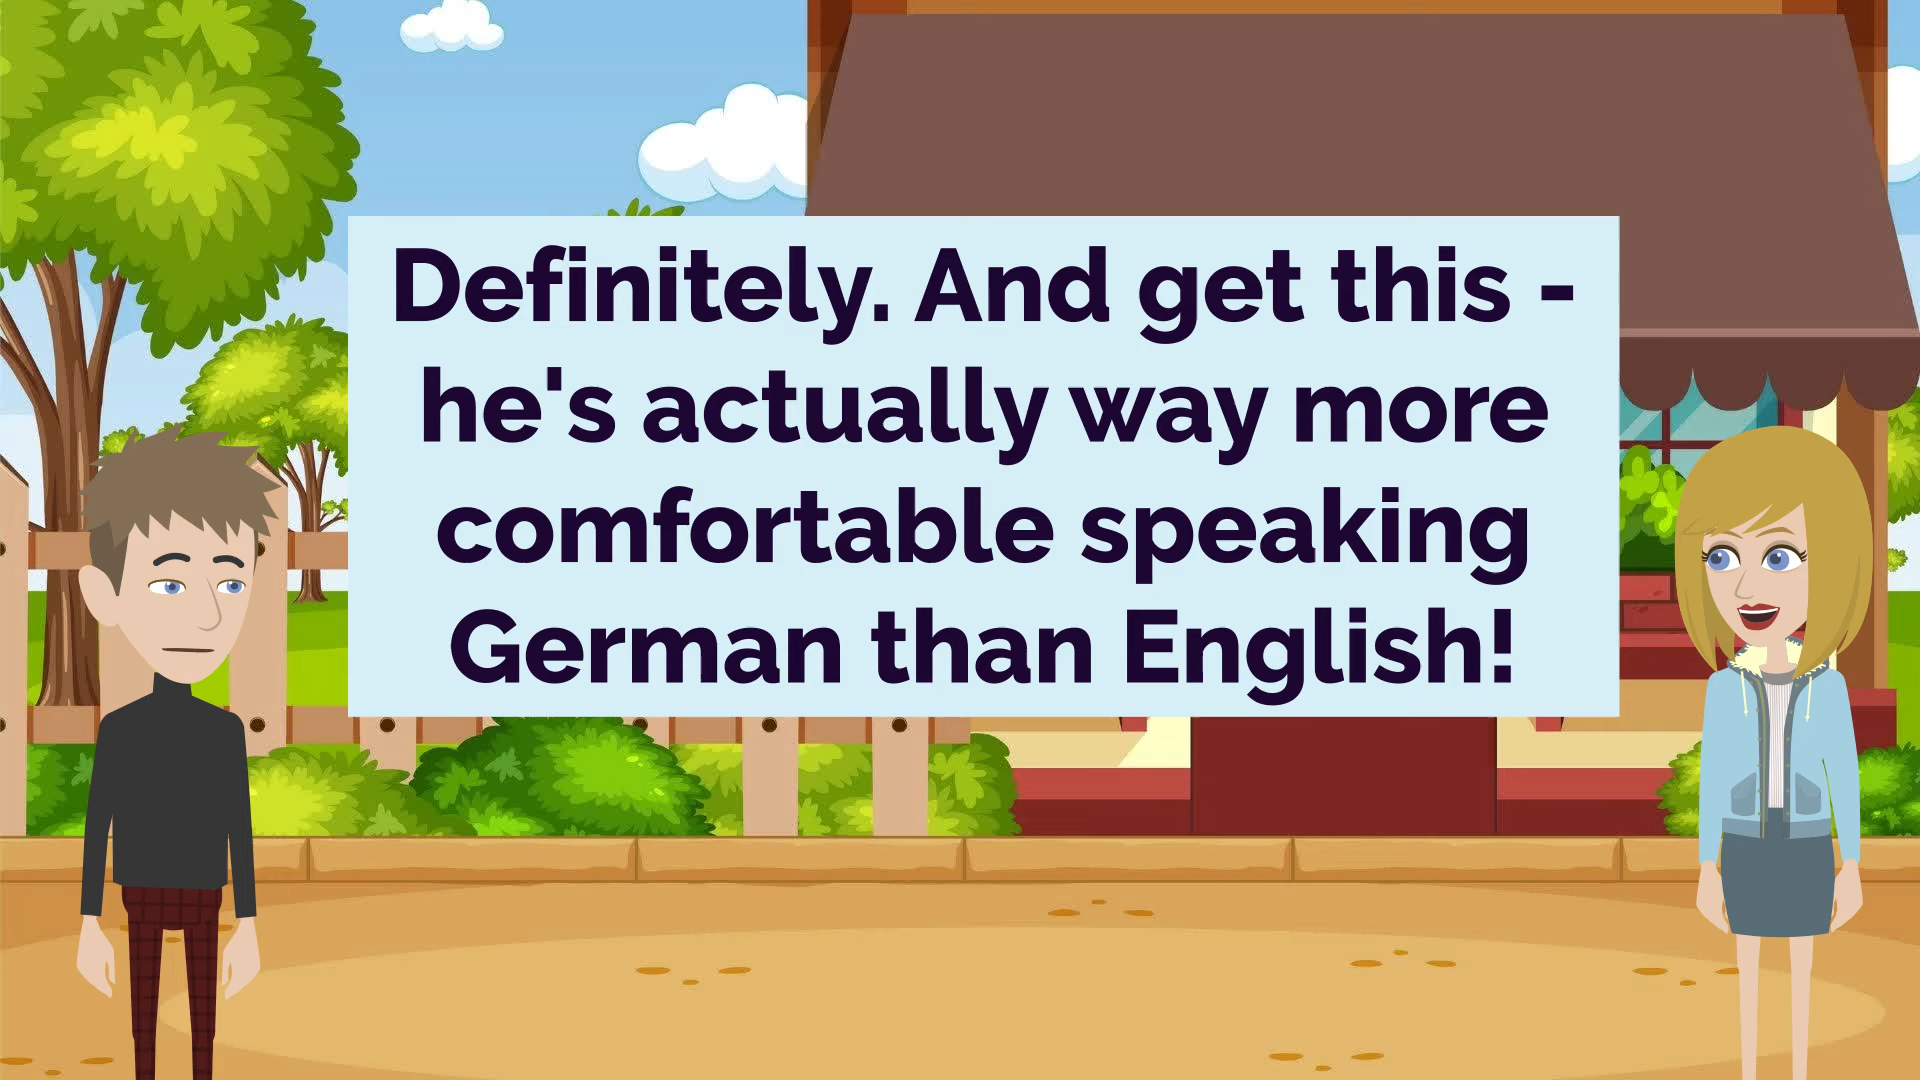 Definitely. And get this -
he's actually way more
comfortable speaking
German than English!